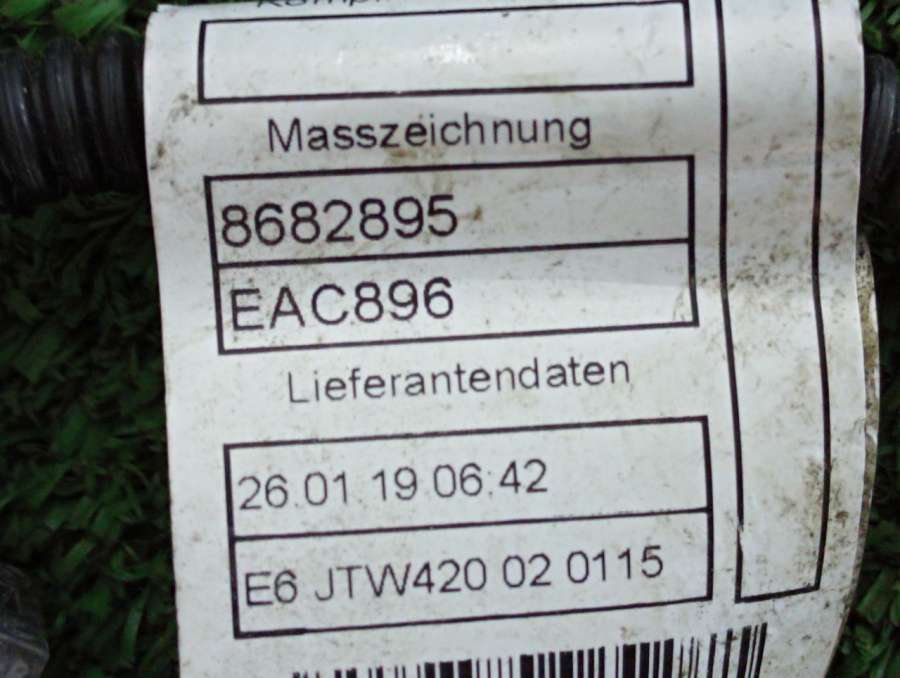 Masszeichnung
8682895
EAC896
Lieferantendaten
26.01.19 06:42
E6 JTW420 02 0115